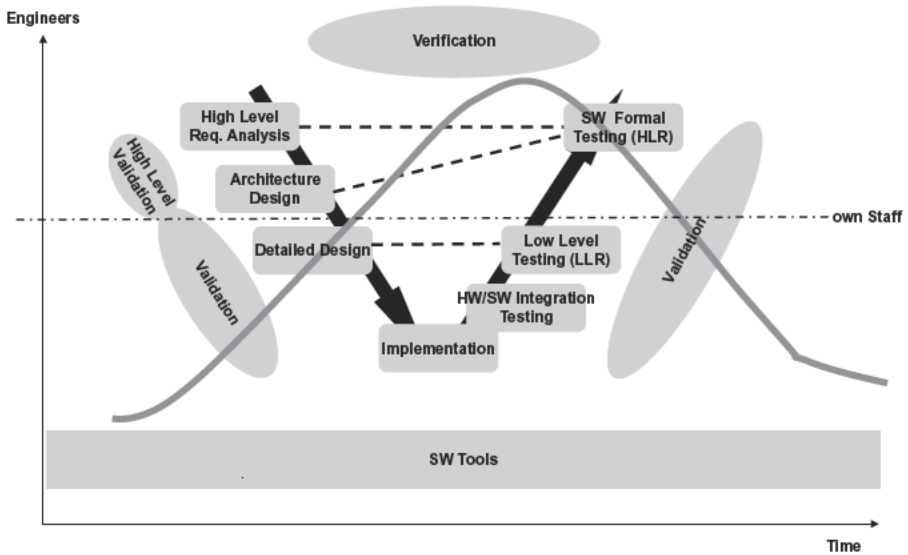 Engineers
Verification
High Level
Req. Analysis
SW Formal
Testing (HLR)
High Level
Validation
Architecture
Design
own Staff
Detailed Design
Low Level
Testing (LLR)
Validation
Validation
HW/SW Integration
Testing
Implementation
SW Tools
Time